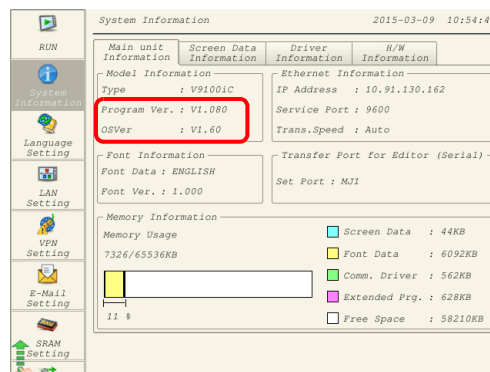 System Information 2015-03-09 10:54:4
RUN
System Information
Language Setting
LAN Setting
VPN Setting
E-Mail Setting
SRAM Setting
Main unit Information
Screen Data Information
Driver Information
H/W Information
Model Information
Type : V9100iC
Program Ver. : V1.080
OSVer : V1.60
Ethernet Information
IP Address : 10.91.130.162
Service Port : 9600
Trans.Speed : Auto
Font Information
Font Data : ENGLISH
Font Ver. : 1.000
Transfer Port for Editor (Serial)
Set Port : MJ1
Memory Information
Memory Usage
7326/65536KB
11 %
Screen Data : 44KB
Font Data : 6092KB
Comm. Driver : 562KB
Extended Prg. : 628KB
Free Space : 58210KB